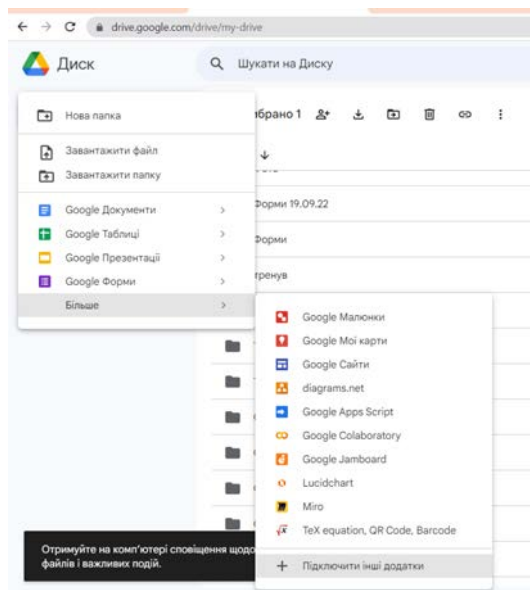 drive.google.com/drive/my-drive
Диск
Шукати на Диску
Нова папка
ибрано 1
Завантажити файл
Завантажити папку
Google Документи
Форми 19.09.22
Google Таблиці
Google Презентації
Форми
Google Форми
тренув
Більше
Google Малюнки
Google Мої карти
Google Сайти
diagrams.net
Google Apps Script
Google Colaboratory
Google Jamboard
Lucidchart
Miro
TeX equation, QR Code, Barcode
Отримуйте на комп'ютері сповіщення щодо
файлів і важливих подій.
Підключити інші додатки